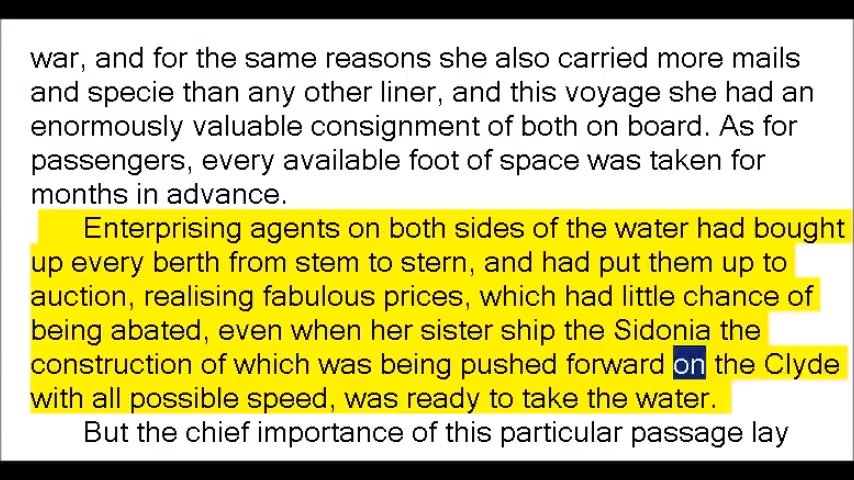 war, and for the same reasons she also carried more mails
and specie than any other liner, and this voyage she had an
enormously valuable consignment of both on board. As for
passengers, every available foot of space was taken for
months in advance.
Enterprising agents on both sides of the water had bought
up every berth from stem to stern, and had put them up to
auction, realising fabulous prices, which had little chance of
being abated, even when her sister ship the Sidonia the
construction of which was being pushed forward on the Clyde
with all possible speed, was ready to take the water.
But the chief importance of this particular passage lay